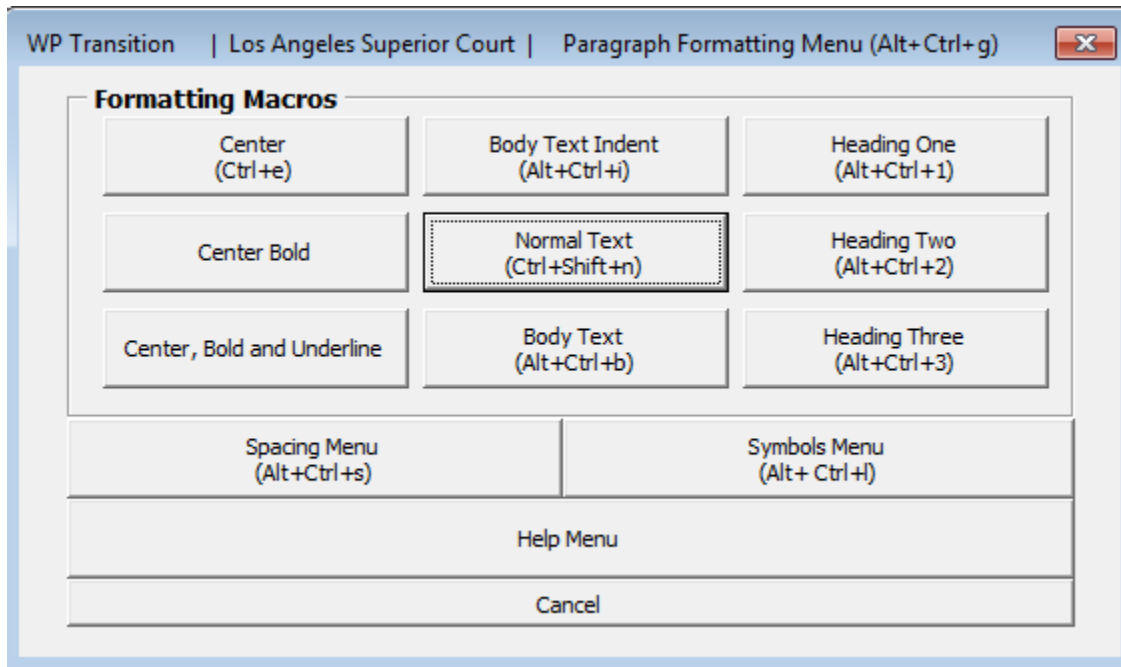 WP Transition | Los Angeles Superior Court | Paragraph Formatting Menu (Alt+Ctrl+g)
Formatting Macros
Center
(Ctrl+e)
Body Text Indent
(Alt+Ctrl+i)
Heading One
(Alt+Ctrl+1)
Center Bold
Normal Text
(Ctrl+Shift+n)
Heading Two
(Alt+Ctrl+2)
Center, Bold and Underline
Body Text
(Alt+Ctrl+b)
Heading Three
(Alt+Ctrl+3)
Spacing Menu
(Alt+Ctrl+s)
Symbols Menu
(Alt+ Ctrl+l)
Help Menu
Cancel